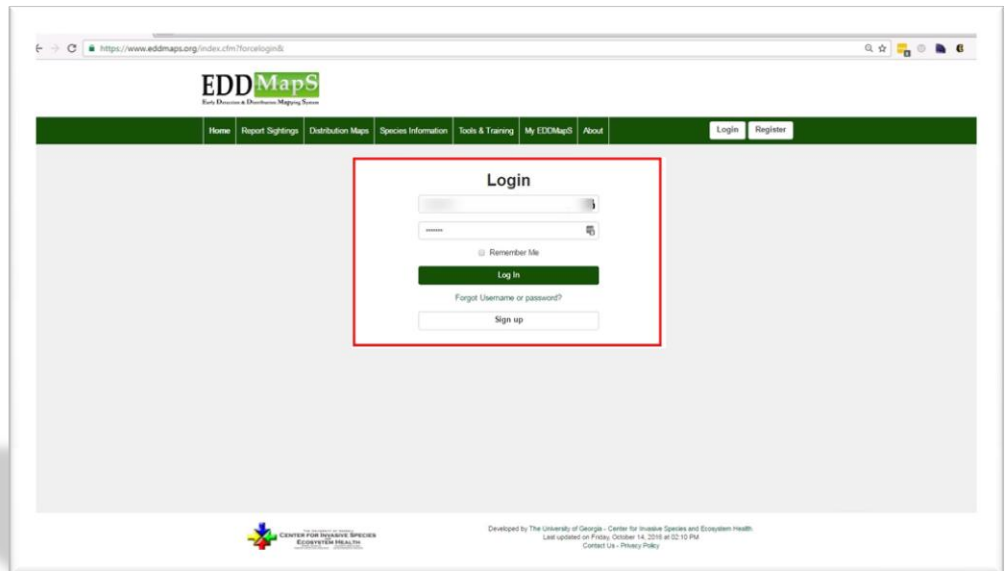 https://www.eddmaps.org/index.cfm?forcelogin&
EDDMapS
Early Detection & Distribution Mapping System
Home Report Sightings Distribution Maps Species Information Tools & Training My EDDMapS About Login Register
Login
Remember Me
Log In
Forgot Username or password?
Sign up
CENTER FOR INVASIVE SPECIES
ECOSYSTEM HEALTH
Developed by The University of Georgia - Center for Invasive Species and Ecosystem Health
Last updated on Friday, October 14, 2016 at 02:10 PM
Contact Us - Privacy Policy